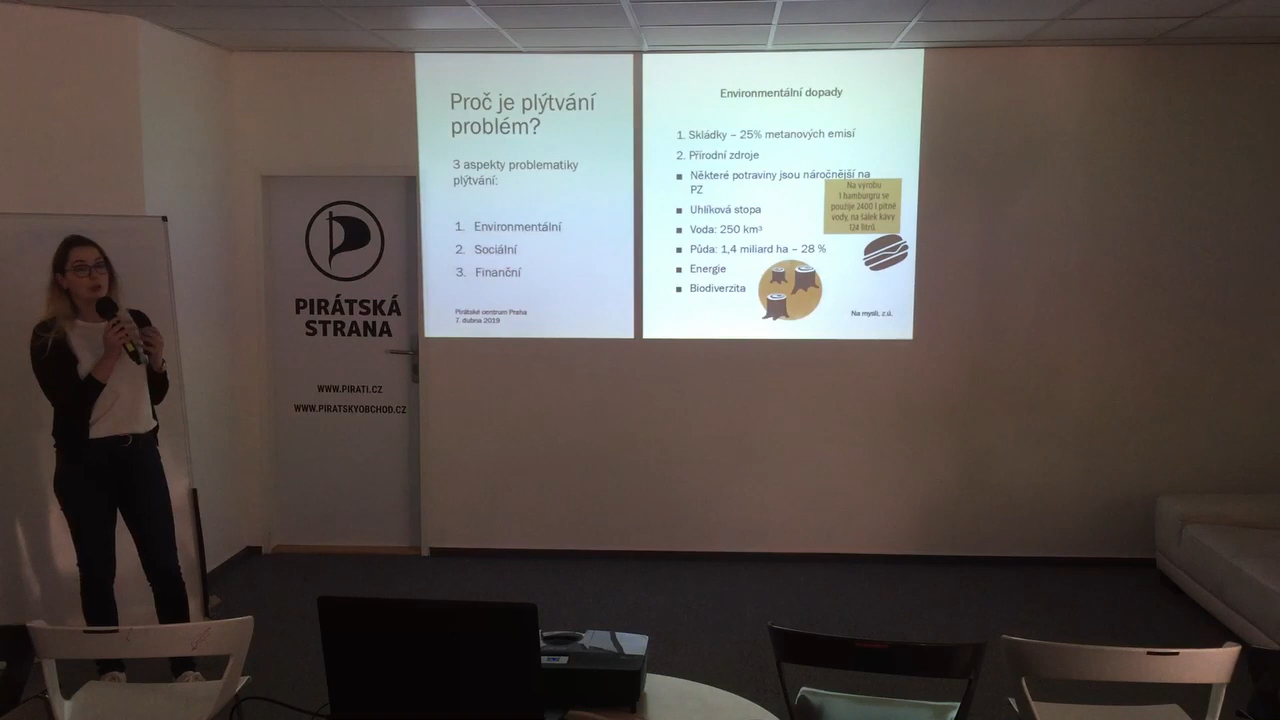 PIRÁTSKÁ
STRANA
WWW.PIRATI.CZ
WWW.PIRATSKYOBCHOD.CZ
Proč je plýtvání
problém?
3 aspekty problematiky
plýtvání:
1. Environmentální
2. Sociální
3. Finanční
Pirátské centrum Praha
7. dubna 2019
Environmentální dopady
1. Skládky – 25% metanových emisí
2. Přírodní zdroje
Některé potraviny jsou náročnější na
PZ
Uhlíková stopa
Voda: 250 km³
Půda: 1,4 miliard ha – 28 %
Energie
Biodiverzita
Na výrobu
1 hamburgru se
použije 2400 l pitné
vody, na šálek kávy
124 litrů.
Na mysli, z.ú.